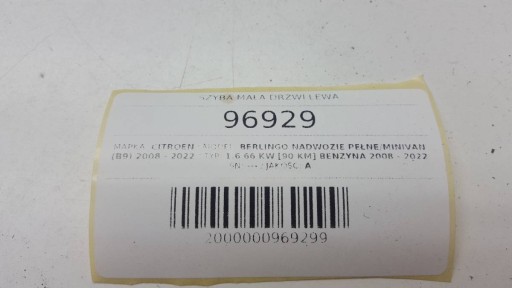 SZYBA MAŁA DRZWI LEWA
96929
MARKA: CITROEN MODEL: BERLINGO NADWOZIE PEŁNE/MINIVAN
(B9) 2008 - 2022 TYP: 1.6 66 KW [90 KM] BENZYNA 2008 - 2022
JAKOŚĆ: A
2000000969299